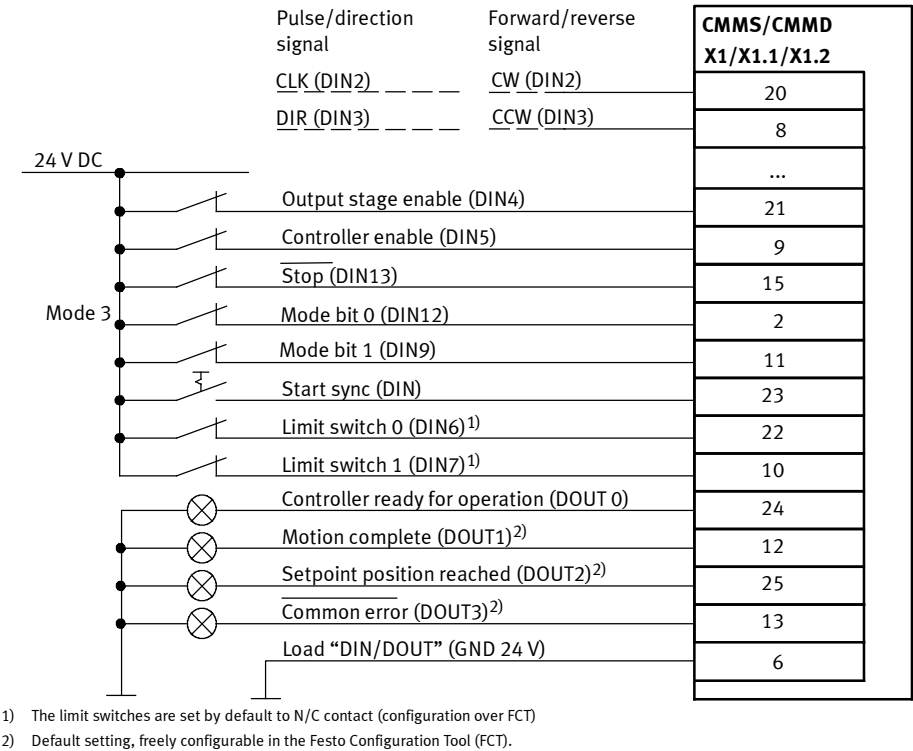 Pulse/direction signal
Forward/reverse signal
CMMS/CMMD
X1/X1.1/X1.2
CLK (DIN2)
CW (DIN2)
20
DIR (DIN3)
CCW (DIN3)
8
24 V DC
...
Output stage enable (DIN4)
21
Controller enable (DIN5)
9
Stop (DIN13)
15
Mode 3
Mode bit 0 (DIN12)
2
Mode bit 1 (DIN9)
11
Start sync (DIN)
23
Limit switch 0 (DIN6)1)
22
Limit switch 1 (DIN7)1)
10
Controller ready for operation (DOUT 0)
24
Motion complete (DOUT1)2)
12
Setpoint position reached (DOUT2)2)
25
Common error (DOUT3)2)
13
Load “DIN/DOUT” (GND 24 V)
6
1) The limit switches are set by default to N/C contact (configuration over FCT)
2) Default setting, freely configurable in the Festo Configuration Tool (FCT).